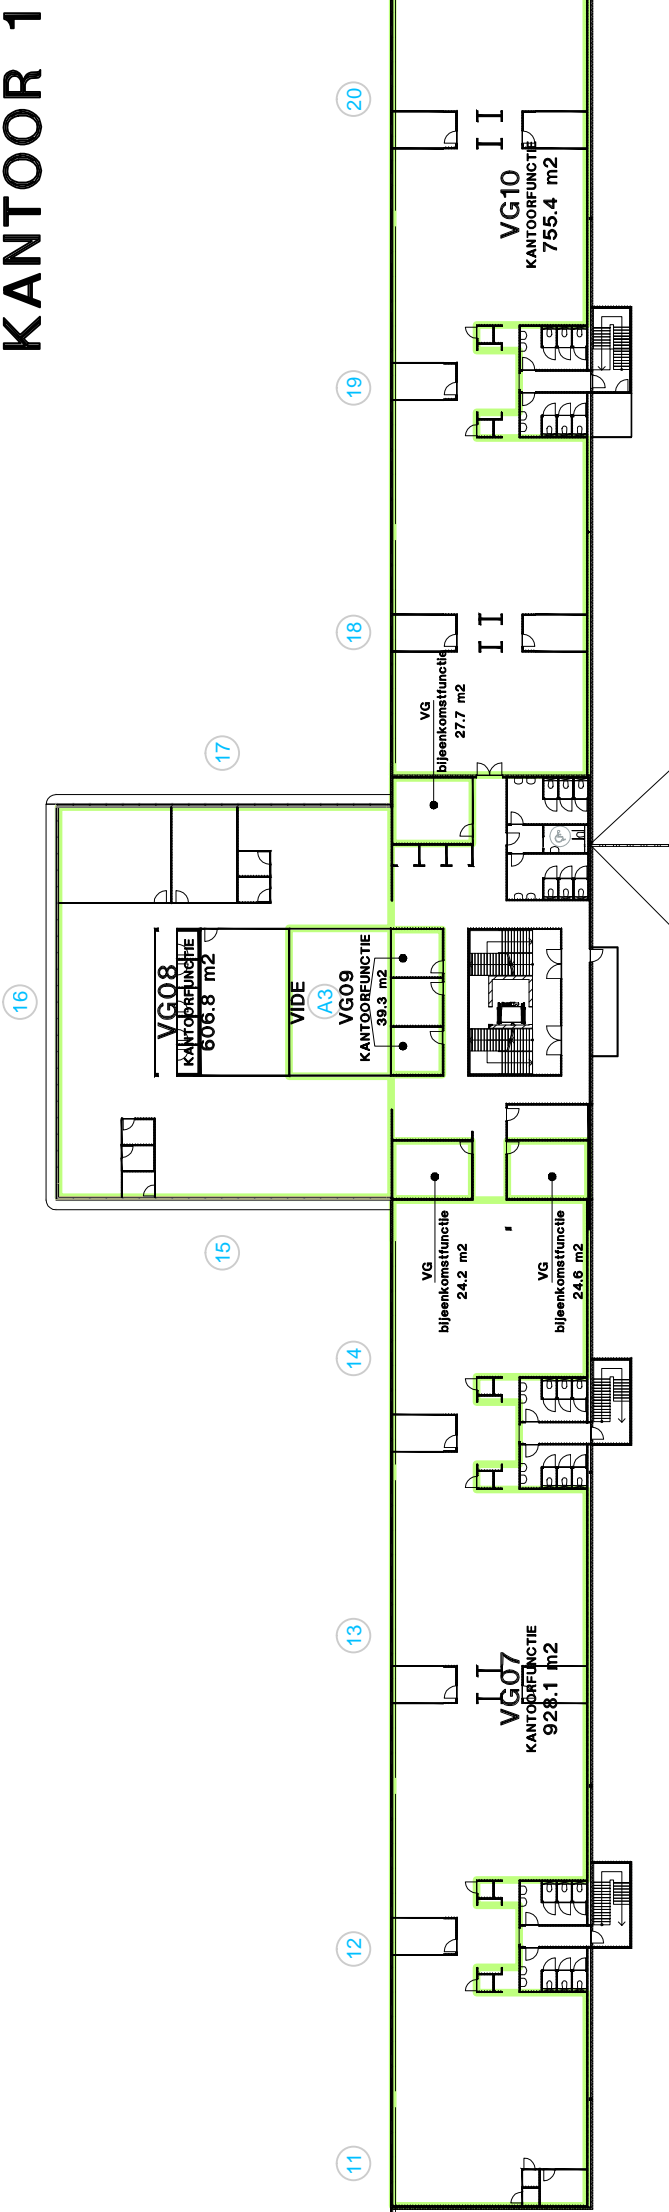 KANTOOR 1
20
VG10
KANTOORFUNCTIE
755.4 m2
19
18
VG
bijeenkomstfunctie
27.7 m2
17
16
VG08
KANTOORFUNCTIE
606.8 m2
VIDE
A3
VG09
KANTOORFUNCTIE
39.3 m2
15
VG
bijeenkomstfunctie
24.2 m2
VG
bijeenkomstfunctie
24.6 m2
14
13
VG07
KANTOORFUNCTIE
928.1 m2
12
11